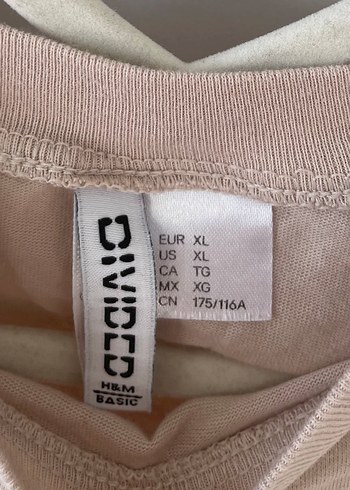 DIVIDED
H&M
BASIC
EUR XL
US XL
CA TG
MX XG
CN 175/116A